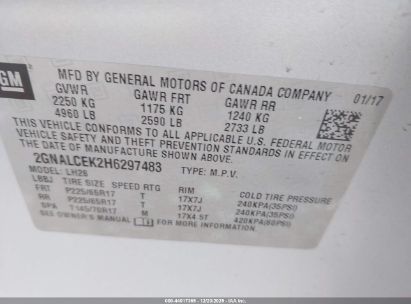 GM
MFD BY GENERAL MOTORS OF CANADA COMPANY 01/17
GVWR GAWR FRT GAWR RR
2250 KG 1175 KG 1240 KG
4960 LB 2590 LB 2733 LB
THIS VEHICLE CONFORMS TO ALL APPLICABLE U.S. FEDERAL MOTOR
VEHICLE SAFETY AND THEFT PREVENTION STANDARDS IN EFFECT ON
THE DATE OF MANUFACTURE SHOWN ABOVE.
2GNALCEK2H6297483 TYPE: M.P.V.
MODEL: LH26
LBBJ TIRE SIZE SPEED RTG RIM COLD TIRE PRESSURE
FRT P225/65R17 T 17X7J 240KPA(35PSI)
RR P225/65R17 T 17X7J 240KPA(35PSI)
SPA T145/70R17 M 17X4.5T 420KPA(60PSI)
SEE OWNER'S MANUAL FOR MORE INFORMATION.